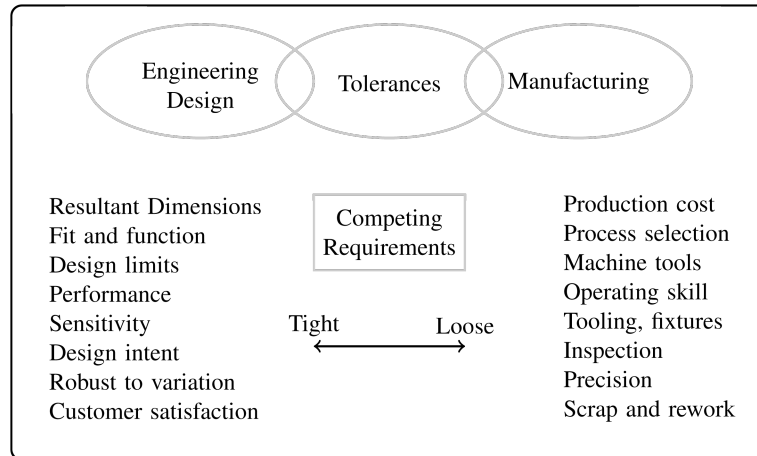 Engineering
Design
Tolerances
Manufacturing
Resultant Dimensions
Fit and function
Design limits
Performance
Sensitivity
Design intent
Robust to variation
Customer satisfaction
Competing
Requirements
Tight
Loose
Production cost
Process selection
Machine tools
Operating skill
Tooling, fixtures
Inspection
Precision
Scrap and rework